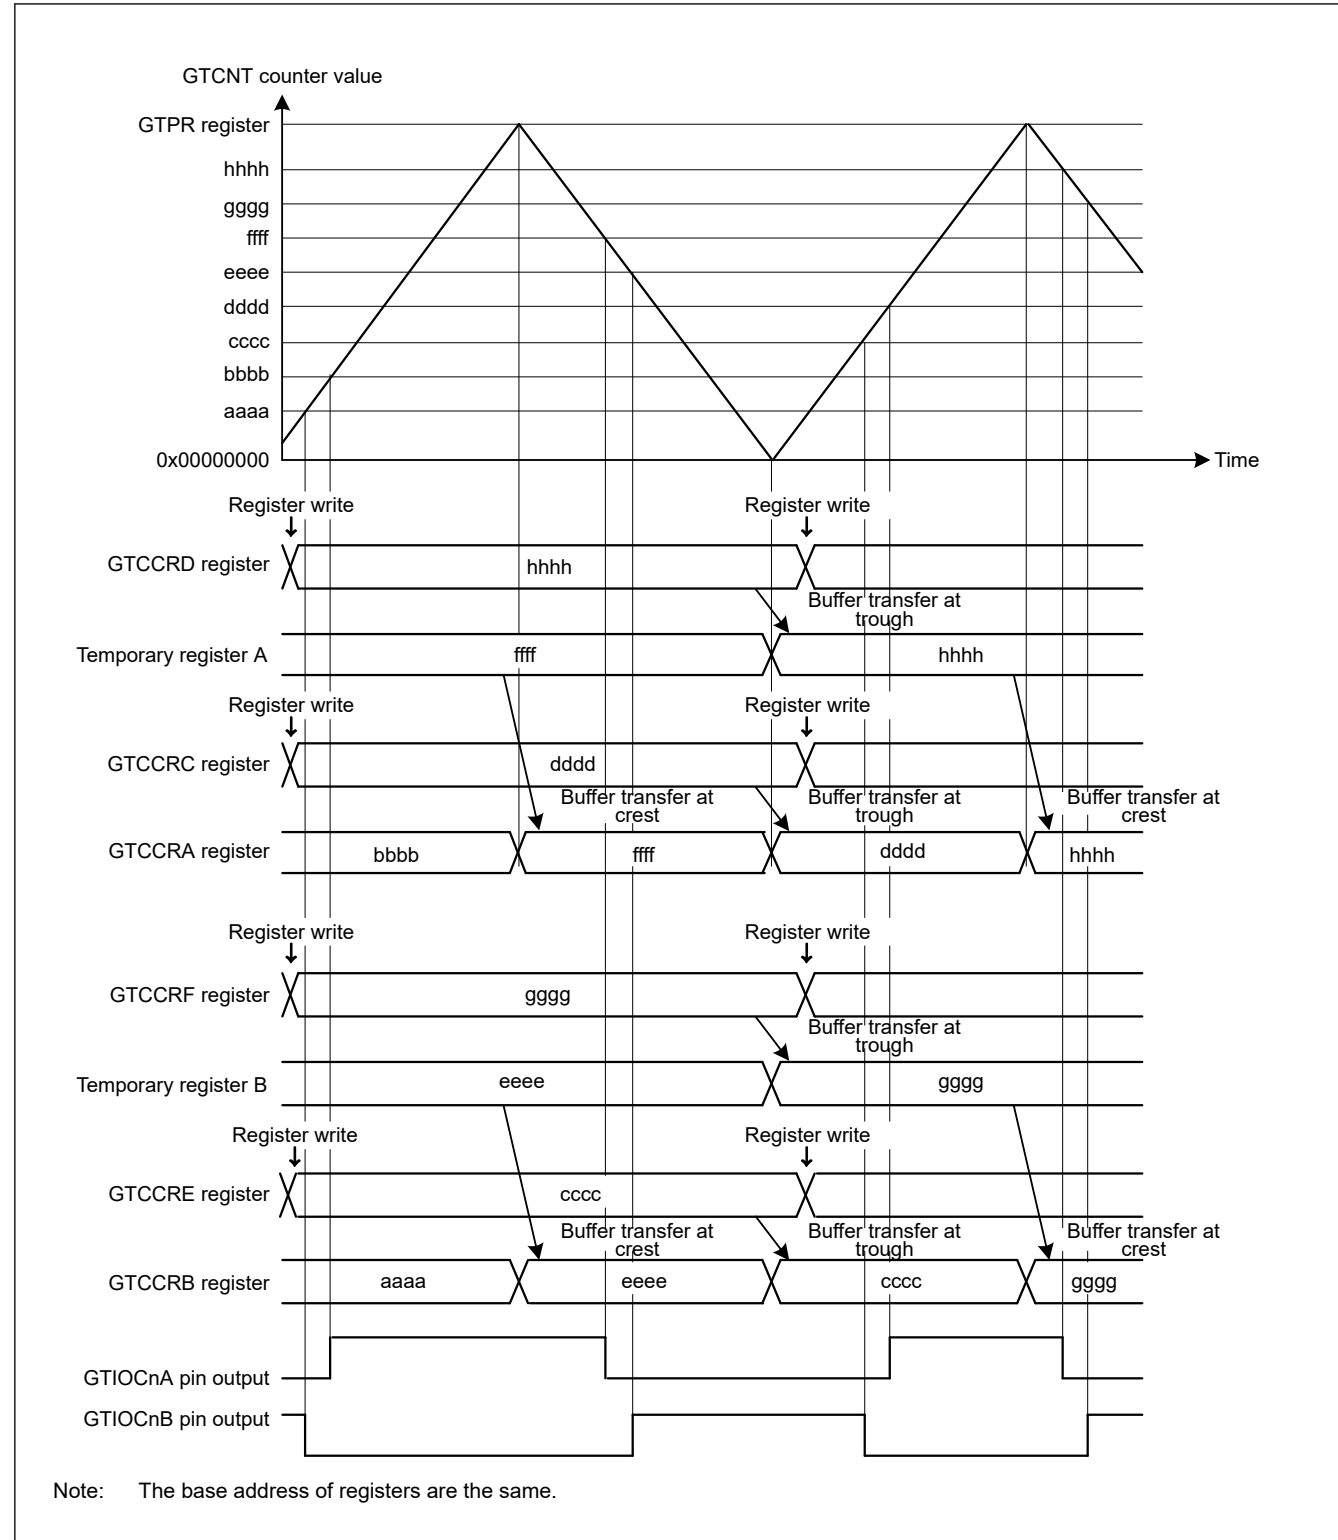 GTCNT counter value
GTPR register
hhhh
gggg
ffff
eeee
dddd
cccc
bbbb
aaaa
0x00000000
Time
Register write
Register write
GTCCRD register
hhhh
Buffer transfer at
trough
Temporary register A
ffff
hhhh
Register write
Register write
GTCCRC register
dddd
Buffer transfer at
crest
Buffer transfer at
trough
Buffer transfer at
crest
GTCCRA register
bbbb
ffff
dddd
hhhh
Register write
Register write
GTCCRF register
gggg
Buffer transfer at
trough
Temporary register B
eeee
gggg
Register write
Register write
GTCCRE register
cccc
Buffer transfer at
crest
Buffer transfer at
trough
Buffer transfer at
crest
GTCCRB register
aaaa
eeee
cccc
gggg
GTIOCnA pin output
GTIOCnB pin output
Note: The base address of registers are the same.